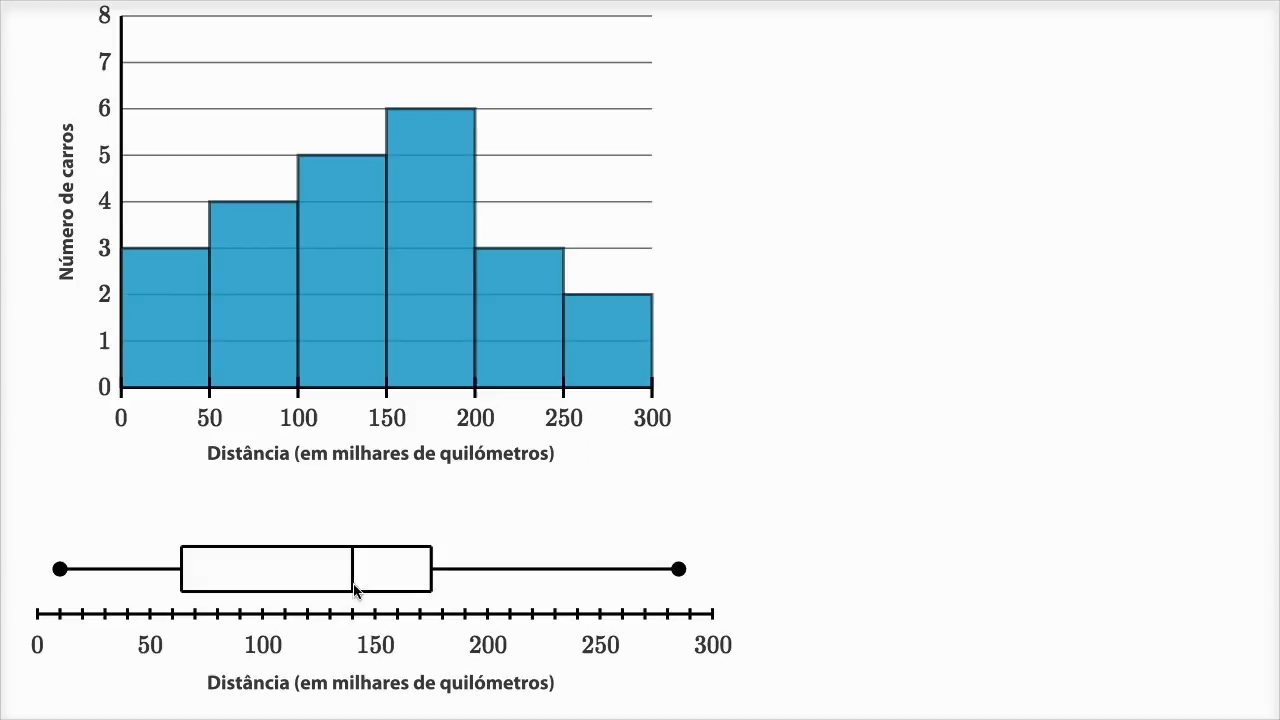 8
7
6
5
4
3
2
1
0
Número de carros
0 50 100 150 200 250 300
Distância (em milhares de quilómetros)
0 50 100 150 200 250 300
Distância (em milhares de quilómetros)